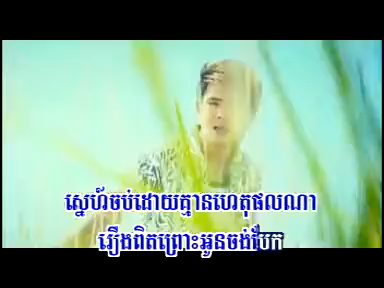 ស្នេហ៍ចប់ដោយគ្មានហេតុផលណា
រឿងពិតព្រោះអូនចង់បែក